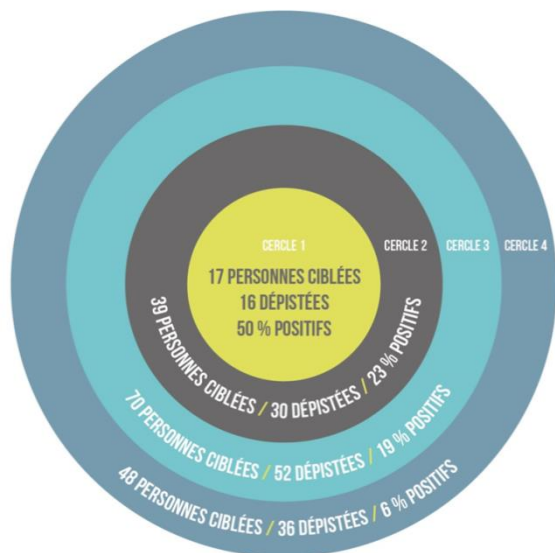 CERCLE 1
17 PERSONNES CIBLÉES
16 DÉPISTÉES
50 % POSITIFS
CERCLE 2
39 PERSONNES CIBLÉES / 30 DÉPISTÉES / 23 % POSITIFS
CERCLE 3
70 PERSONNES CIBLÉES / 52 DÉPISTÉES / 19 % POSITIFS
CERCLE 4
48 PERSONNES CIBLÉES / 36 DÉPISTÉES / 6 % POSITIFS